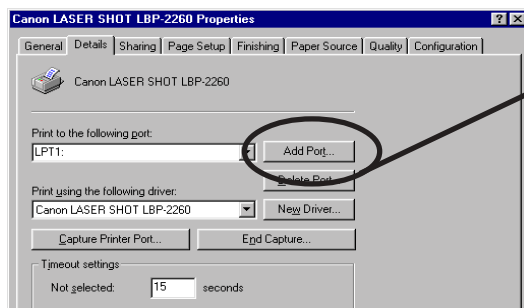 Canon LASER SHOT LBP-2260 Properties
General Details Sharing Page Setup Finishing Paper Source Quality Configuration
Canon LASER SHOT LBP-2260
Print to the following port:
LPT1: Add Port...
Delete Port...
Print using the following driver:
Canon LASER SHOT LBP-2260 New Driver...
Capture Printer Port... End Capture...
Timeout settings
Not selected: 15 seconds